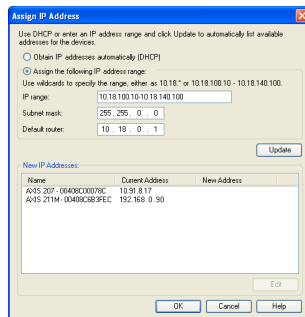 Assign IP Address
Use DHCP or enter an IP address range and click Update to automatically list available
addresses for the devices.
Obtain IP addresses automatically (DHCP)
Assign the following IP address range:
Use wildcards to specify the range, either as 10.18.* or 10.18.100.10 - 10.18.140.100.
IP range: 10.18.100.10-10.18.140.100
Subnet mask: 255 . 255 . 0 . 0
Default router: 10 . 18 . 0 . 1
Update
New IP Addresses:
Name Current Address New Address
AXIS 207 - 00408C00078C 10.91.8.17
AXIS 211M - 00408C6B3FEC 192.168.0.90
Edit
OK Cancel Help